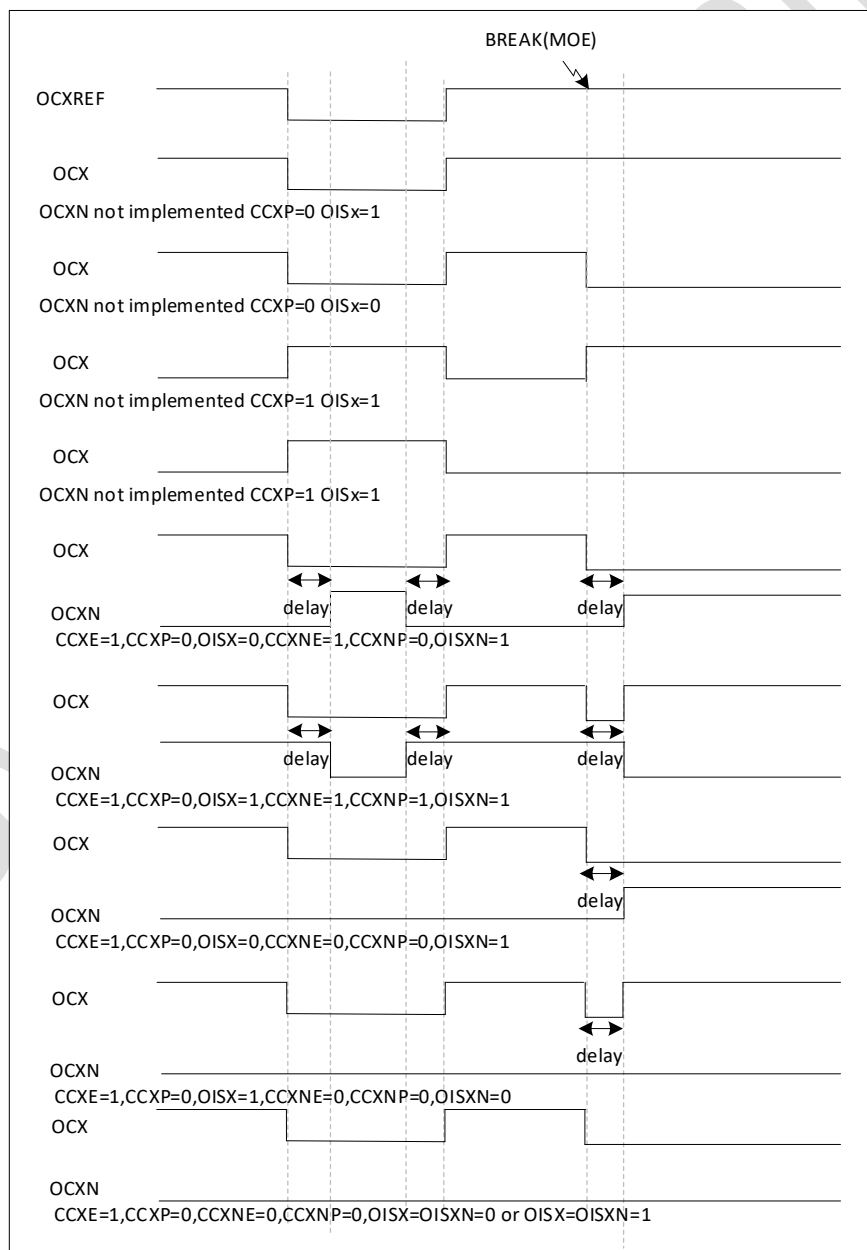 BREAK(MOE)
OCXREF
OCX
OCXN not implemented CCXP=0 OISx=1
OCX
OCXN not implemented CCXP=0 OISx=0
OCX
OCXN not implemented CCXP=1 OISx=1
OCX
OCXN not implemented CCXP=1 OISx=1
OCX
delay delay delay
OCXN
CCXE=1,CCXP=0,OISX=0,CCXNE=1,CCXNP=0,OISXN=1
OCX
delay delay delay
OCXN
CCXE=1,CCXP=0,OISX=1,CCXNE=1,CCXNP=1,OISXN=1
OCX
delay
OCXN
CCXE=1,CCXP=0,OISX=0,CCXNE=0,CCXNP=0,OISXN=1
OCX
delay
OCXN
CCXE=1,CCXP=0,OISX=1,CCXNE=0,CCXNP=0,OISXN=0
OCX
OCXN
CCXE=1,CCXP=0,CCXNE=0,CCXNP=0,OISX=OISXN=0 or OISX=OISXN=1